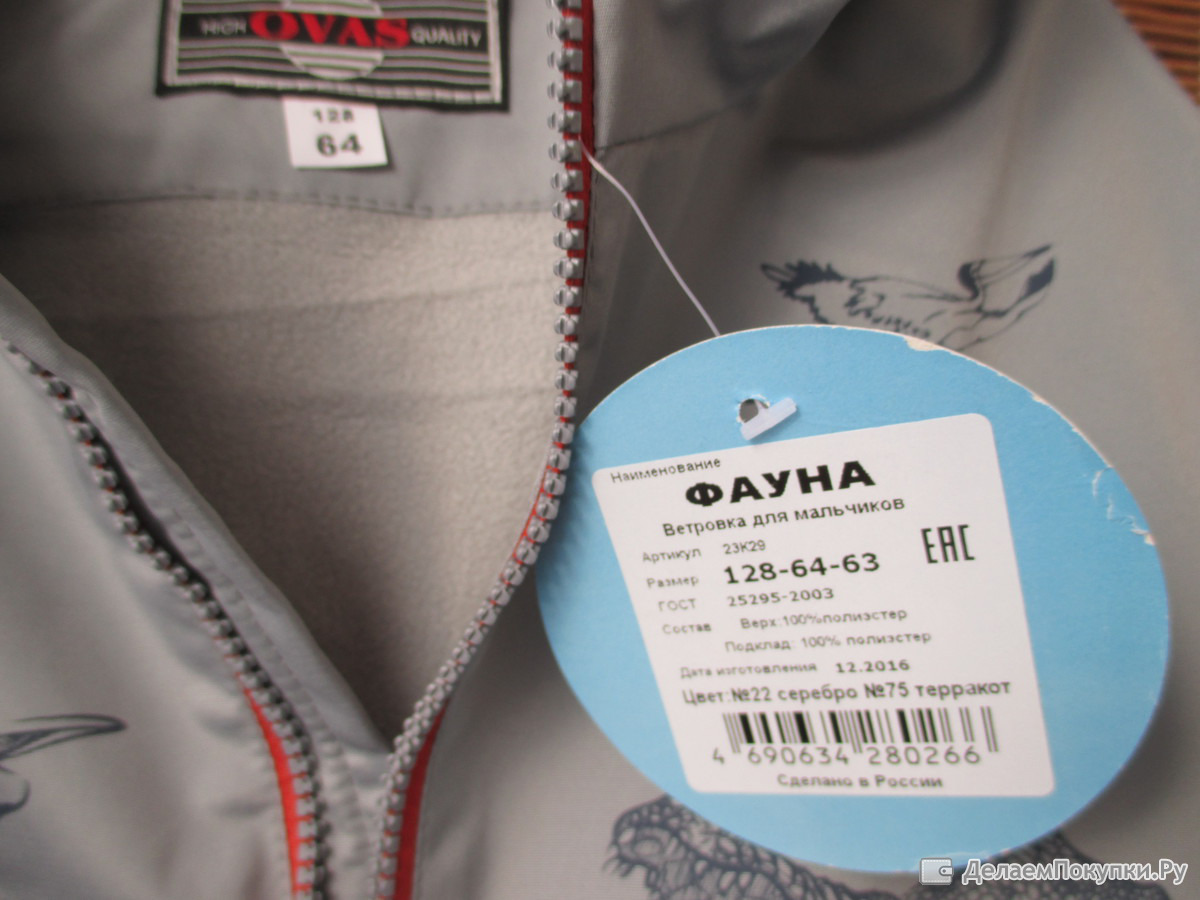 HIGH OVAS QUALITY
128
64
Наименование
ФАУНА
Ветровка для мальчиков
Артикул 23К29
EAC
Размер 128-64-63
ГОСТ 25295-2003
Состав Верх:100%полиэстер
Подклад: 100% полиэстер
Дата изготовления 12.2016
Цвет:№22 серебро №75 терракот
4 690634 280266
Сделано в России
ДелаемПокупки.Ру